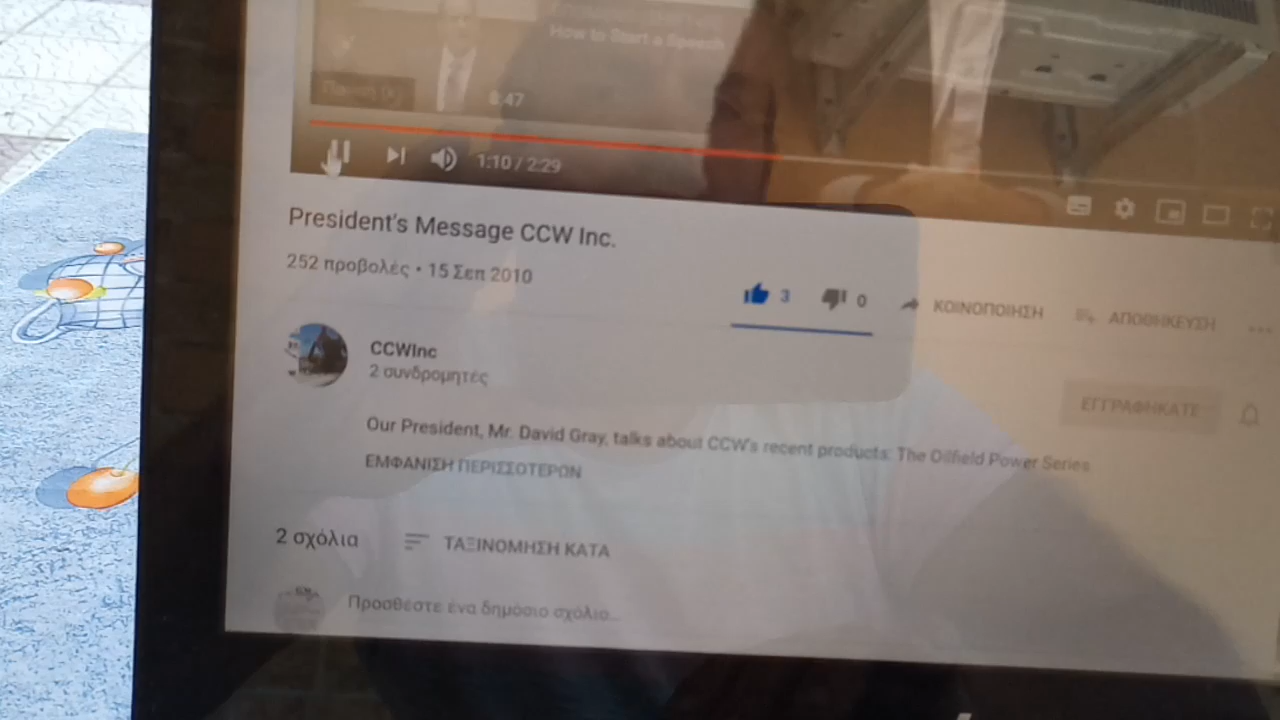 How to Start a Speech
8:47
1:10 / 2:29
President's Message CCW Inc.
252 προβολές • 15 Σεπ 2010
3 0 ΚΟΙΝΟΠΟΙΗΣΗ ΑΠΟΘΗΚΕΥΣΗ
CCWInc
2 συνδρομητές
ΕΓΓΡΑΦΗΚΑΤΕ
Our President, Mr. David Gray, talks about CCW's recent products: The Oilfield Power Series
ΕΜΦΑΝΙΣΗ ΠΕΡΙΣΣΟΤΕΡΩΝ
2 σχόλια ΤΑΞΙΝΟΜΗΣΗ ΚΑΤΑ
Προσθέστε ένα δημόσιο σχόλιο...